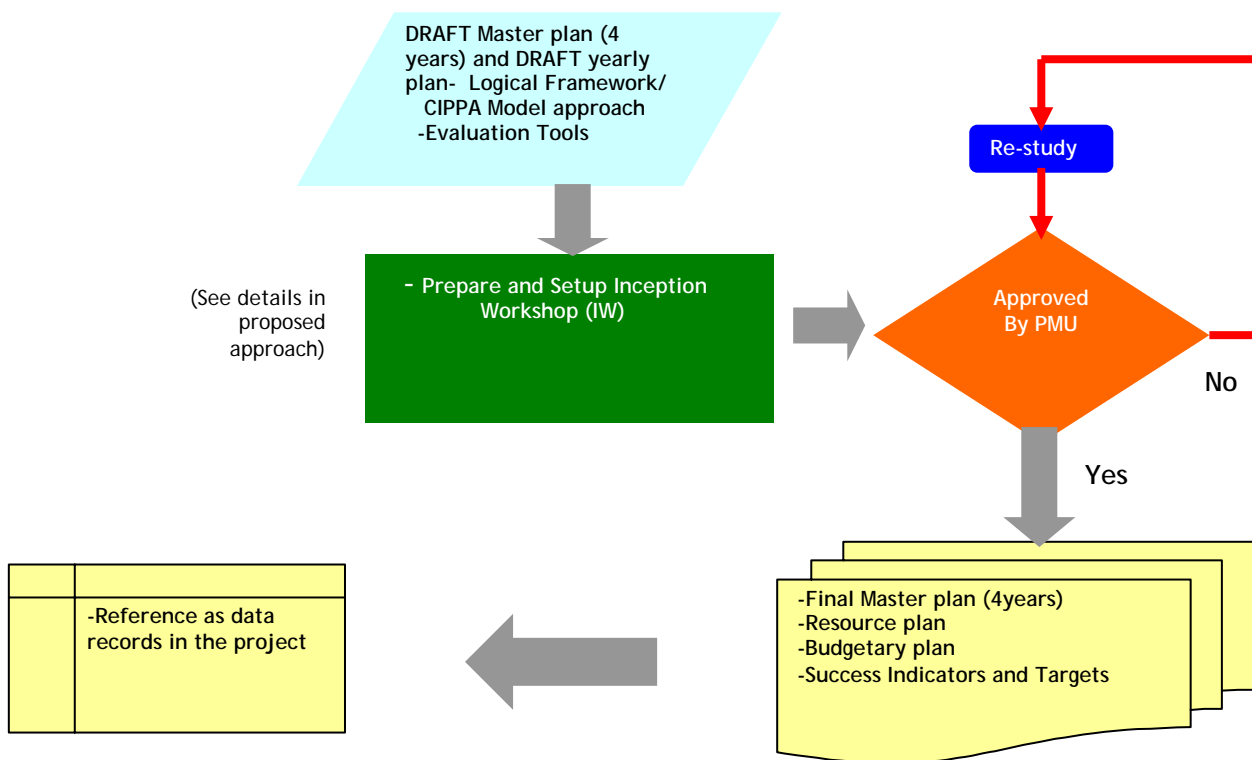 DRAFT Master plan (4
years) and DRAFT yearly
plan- Logical Framework/
CIPPA Model approach
-Evaluation Tools
Re-study
(See details in
proposed
approach)
- Prepare and Setup Inception
Workshop (IW)
Approved
By PMU
No
Yes
-Reference as data
records in the project
-Final Master plan (4years)
-Resource plan
-Budgetary plan
-Success Indicators and Targets